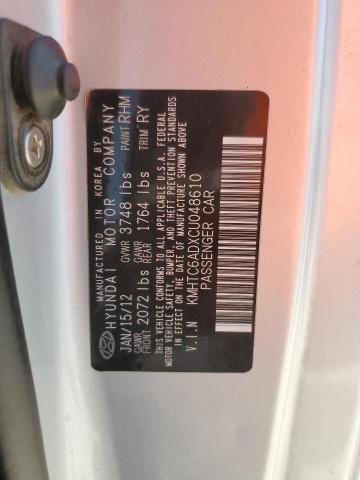 MANUFACTURED IN KOREA BY
HYUNDAI MOTOR COMPANY
JAN/15/12 GVWR 3748 lbs PAINT RHM
GAWR FRONT 2072 lbs GAWR REAR 1764 lbs TRIM RY
THIS VEHICLE CONFORMS TO ALL APPLICABLE U.S.A. FEDERAL
MOTOR VEHICLE SAFETY, BUMPER, AND THEFT PREVENTION
STANDARDS IN EFFECT ON THE DATE OF MANUFACTURE SHOWN ABOVE
V.I.N KMHTC6ADXCU048610
PASSENGER CAR